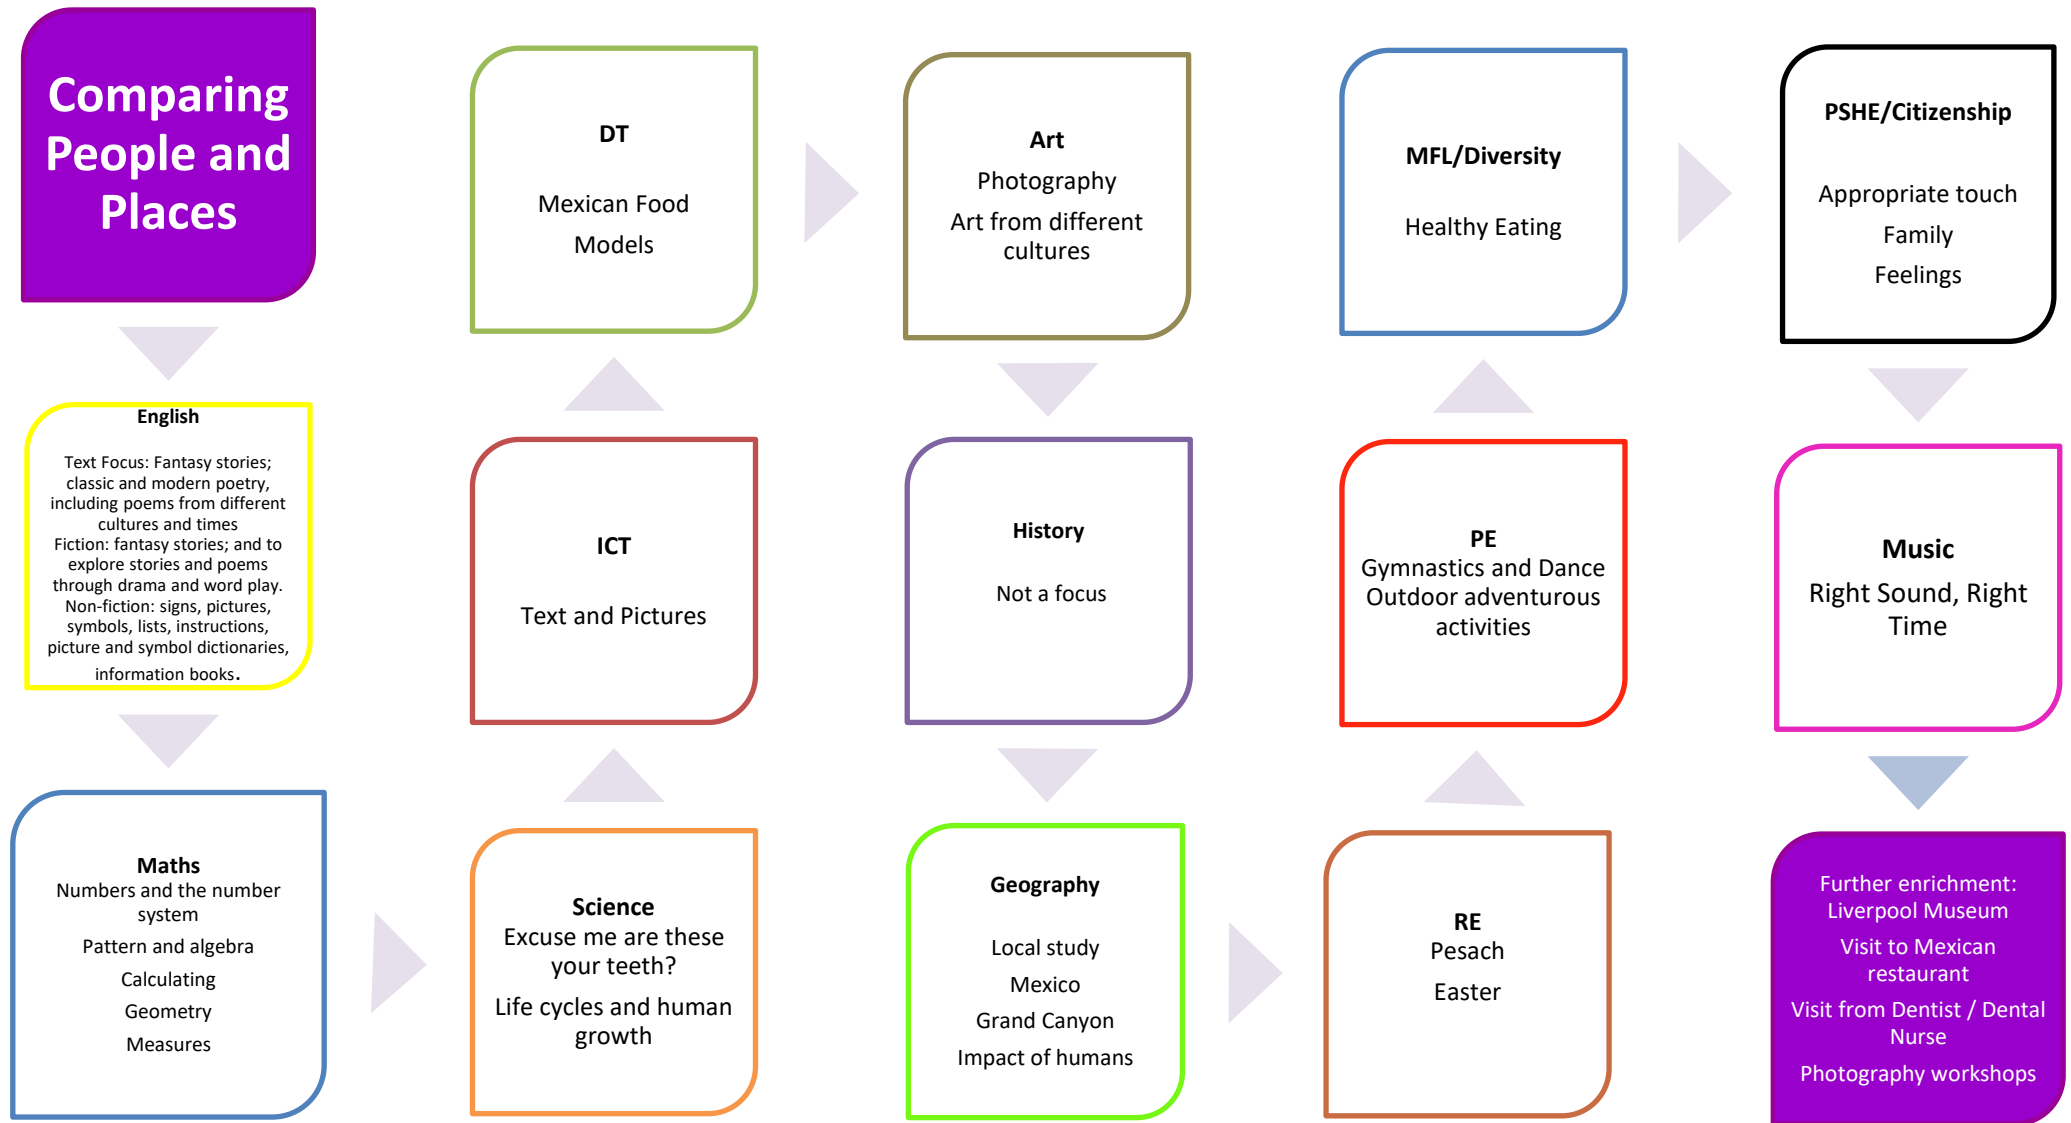 Comparing
People and
Places
English
Text Focus: Fantasy stories;
classic and modern poetry,
including poems from different
cultures and times
Fiction: fantasy stories; and to
explore stories and poems
through drama and word play.
Non-fiction: signs, pictures,
symbols, lists, instructions,
picture and symbol dictionaries,
information books.
Maths
Numbers and the number
system
Pattern and algebra
Calculating
Geometry
Measures
Science
Excuse me are these
your teeth?
Life cycles and human
growth
ICT
Text and Pictures
DT
Mexican Food
Models
Art
Photography
Art from different
cultures
History
Not a focus
Geography
Local study
Mexico
Grand Canyon
Impact of humans
RE
Pesach
Easter
PE
Gymnastics and Dance
Outdoor adventurous
activities
MFL/Diversity
Healthy Eating
PSHE/Citizenship
Appropriate touch
Family
Feelings
Music
Right Sound, Right
Time
Further enrichment:
Liverpool Museum
Visit to Mexican
restaurant
Visit from Dentist / Dental
Nurse
Photography workshops